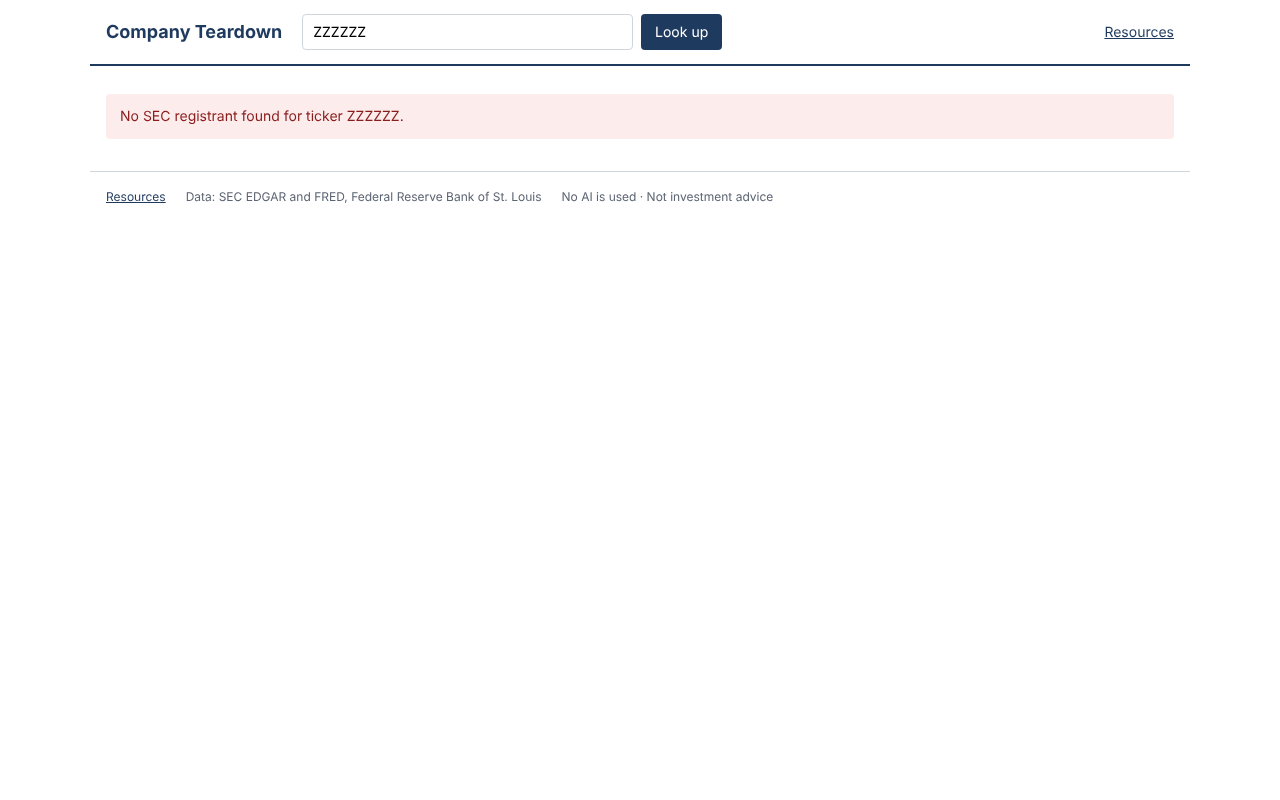 Company Teardown ZZZZZZ Look up Resources
No SEC registrant found for ticker ZZZZZZ.
Resources Data: SEC EDGAR and FRED, Federal Reserve Bank of St. Louis No AI is used · Not investment advice